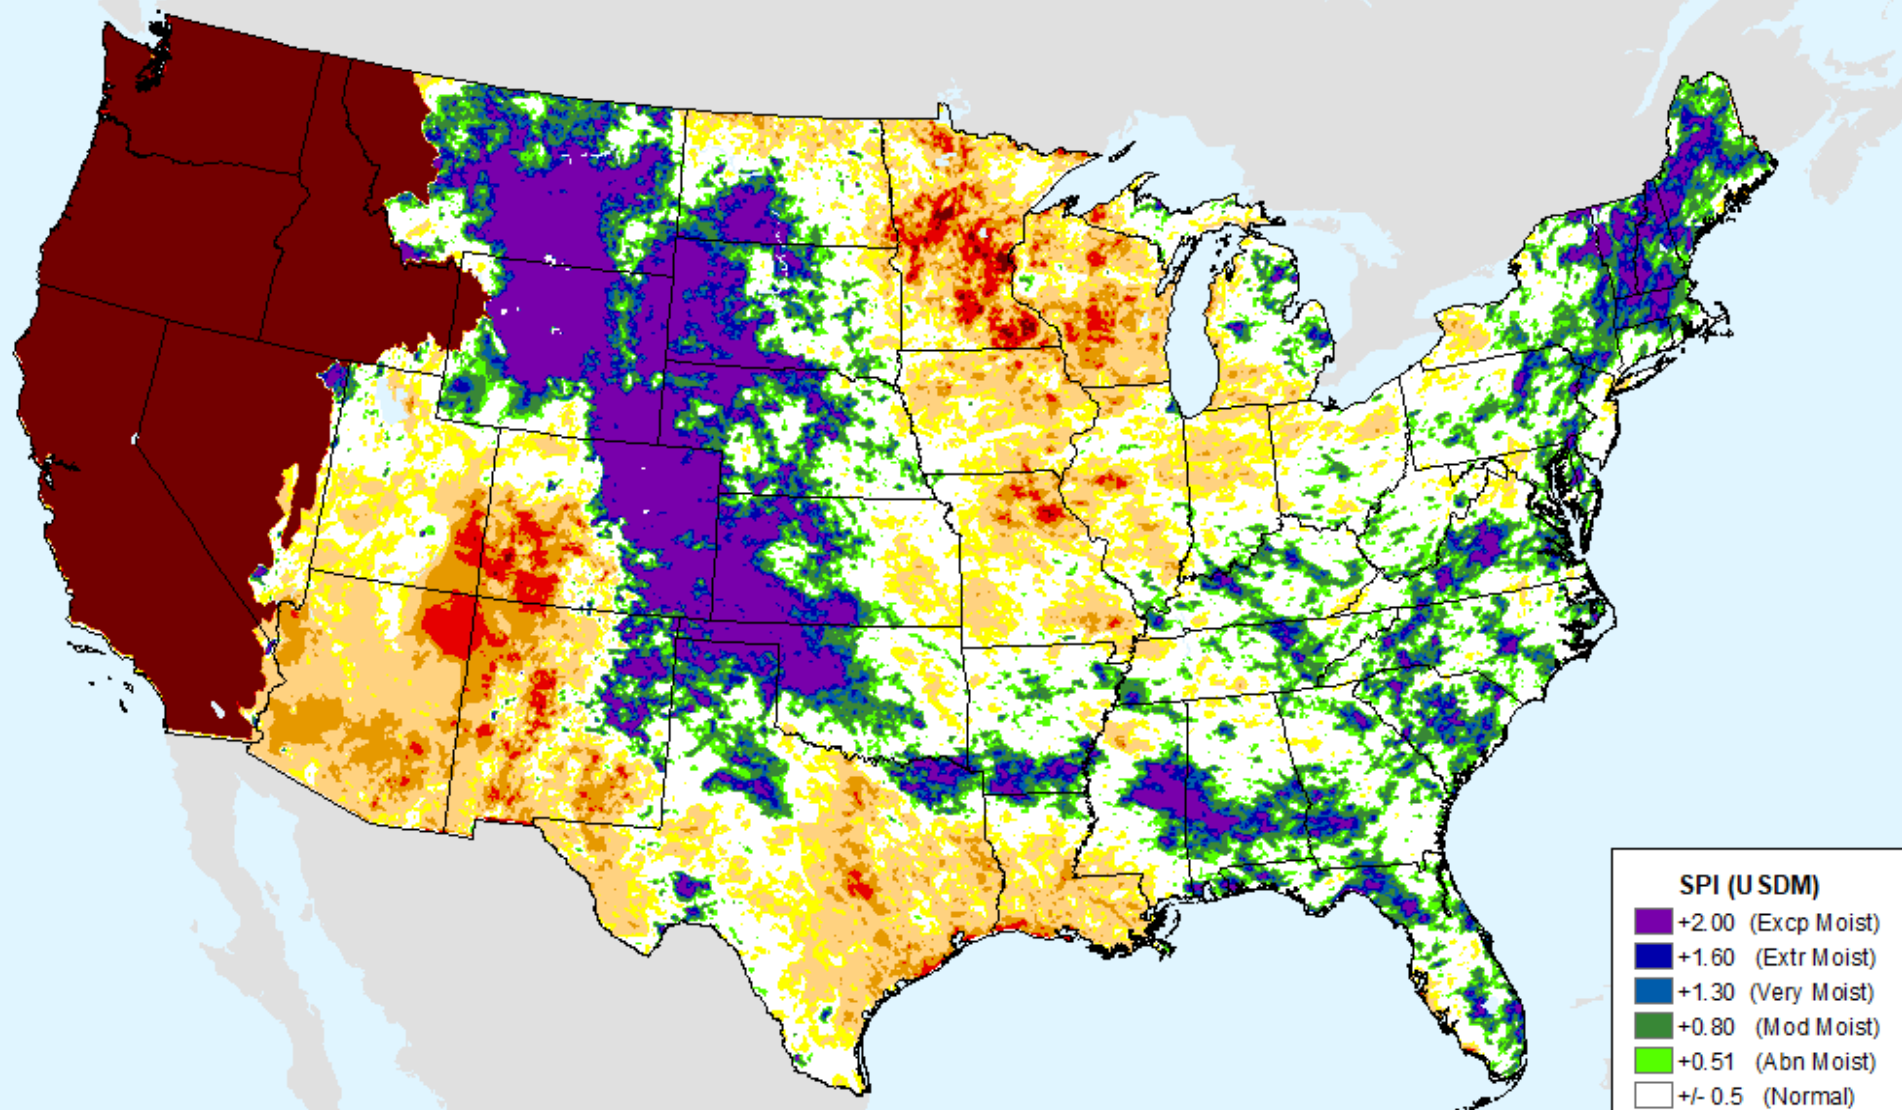 SPI (USDM)
+2.00 (Excp Moist)
+1.60 (Extr Moist)
+1.30 (Very Moist)
+0.80 (Mod Moist)
+0.51 (Abn Moist)
+/- 0.5 (Normal)